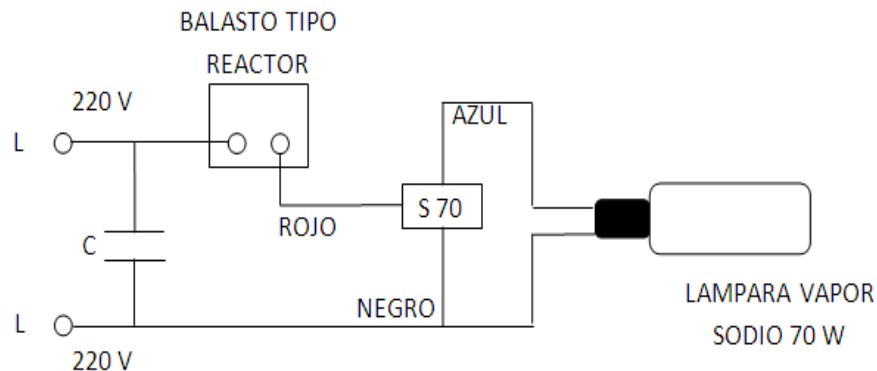 BALASTO TIPO
REACTOR
220 V
L
AZUL
S 70
ROJO
C
NEGRO
LAMPARA VAPOR
SODIO 70 W
L
220 V